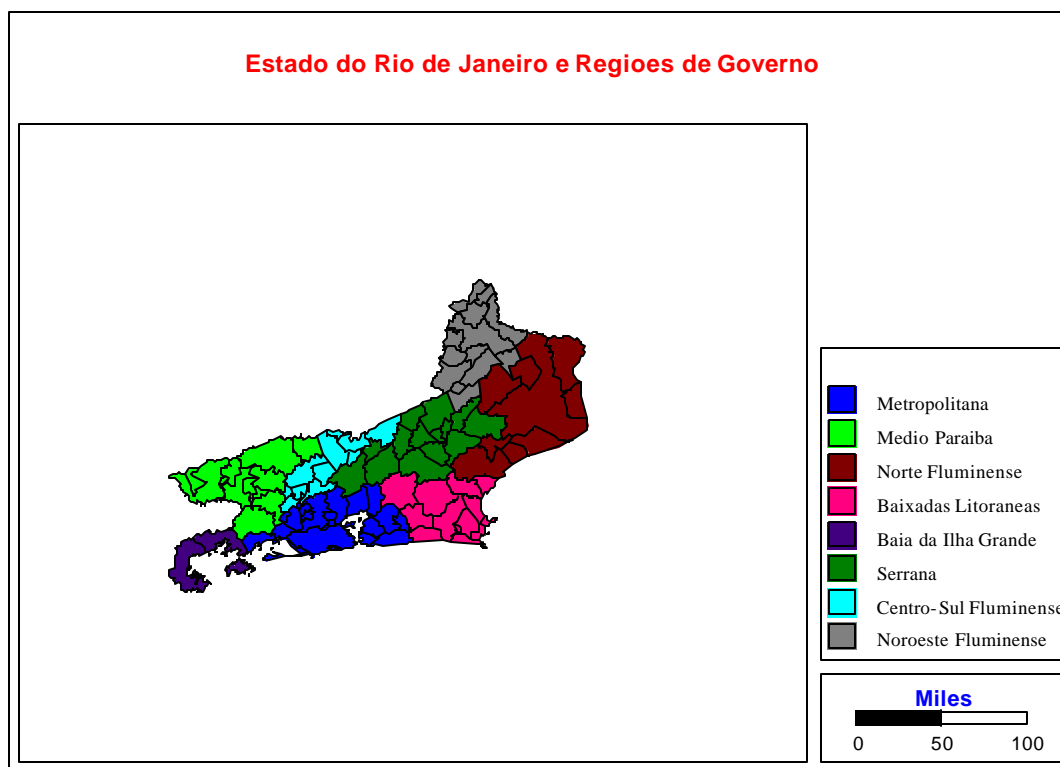 Estado do Rio de Janeiro e Regioes de Governo
Metropolitana
Medio Paraiba
Norte Fluminense
Baixadas Litoraneas
Baia da Ilha Grande
Serrana
Centro-Sul Fluminense
Noroeste Fluminense
Miles
0 50 100